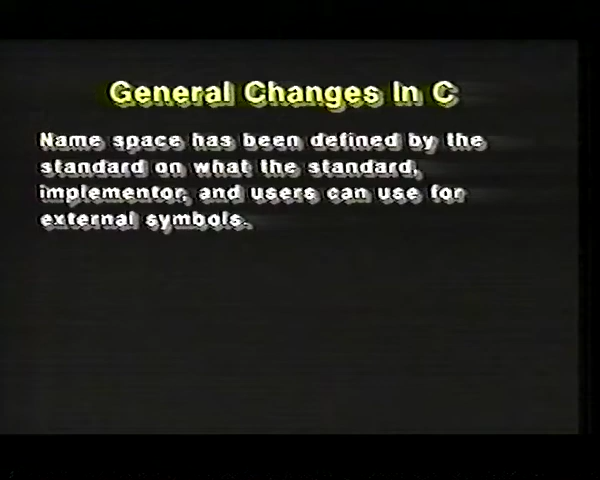 General Changes In C
Name space has been defined by the
standard on what the standard,
implementor, and users can use for
external symbols.